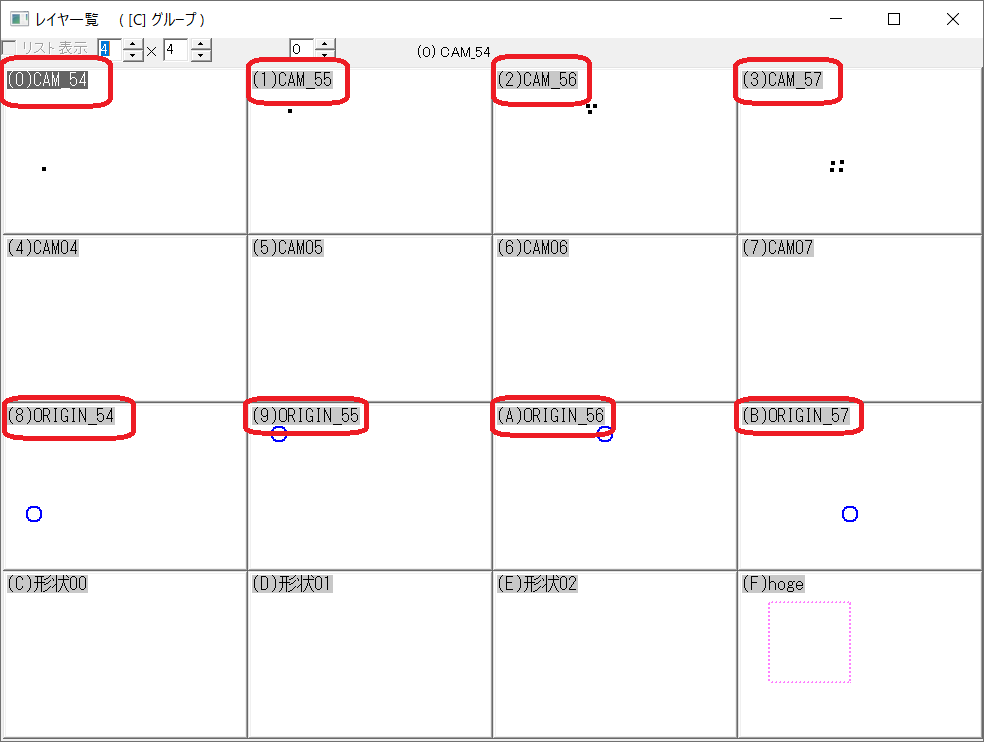 レイヤ一覧 ( [C] グループ )
リスト表示 4 × 4 0 (0) CAM_54
(0)CAM_54 (1)CAM_55 (2)CAM_56 (3)CAM_57
(4)CAM04 (5)CAM05 (6)CAM06 (7)CAM07
(8)ORIGIN_54 (9)ORIGIN_55 (A)ORIGIN_56 (B)ORIGIN_57
(C)形状00 (D)形状01 (E)形状02 (F)hoge